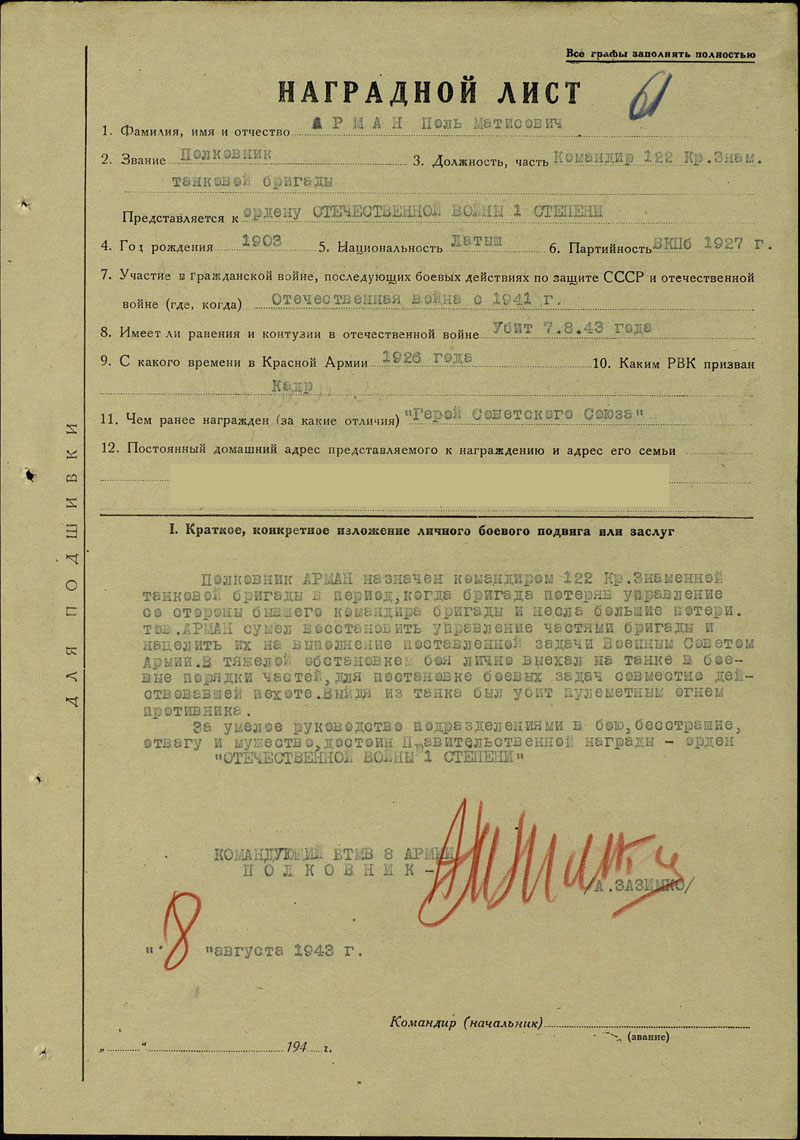 Все графы заполнять полностью
НАГРАДНОЙ ЛИСТ
61
1. Фамилия, имя и отчество АРМАН Поль Матисович
2. Звание Полковник 3. Должность, часть Командир 122 Кр.Знам.
танковой бригады
Представляется к ордену ОТЕЧЕСТВЕННОЙ ВОЙНЫ 1 СТЕПЕНИ
4. Год рождения 1903 5. Национальность Латыш 6. Партийность ВКПб 1927 г.
7. Участие в гражданской войне, последующих боевых действиях по защите СССР и отечественной
войне (где, когда) Отечественная война с 1941 г.
8. Имеет ли ранения и контузии в отечественной войне Убит 7.8.43 года
9. С какого времени в Красной Армии 1926 года 10. Каким РВК призван
Кадр
11. Чем ранее награжден (за какие отличия) "Герой Советского Союза"
12. Постоянный домашний адрес представляемого к награждению и адрес его семьи
I. Краткое, конкретное изложение личного боевого подвига или заслуг
Полковник АРМАН назначен командиром 122 Кр.Знаменной
танковой бригады в период,когда бригада потеряв управление
со стороны бывшего командира бригады и несла большие потери.
тов.АРМАН сумел восстановить управление частями бригады и
нацелить их на выполнение поставленной задачи Военным Советом
Армии.В тяжелой обстановке боя лично выехал на танке в бое-
вые порядки частей,для постановке боевых задач совместно дей-
ствовавшей пехоте.Выйдя из танка был убит пулеметным огнем
противника.
За умелое руководство подразделениями в бою,бесстрашие,
отвагу и мужество,достоин Правительственной награды - орден
"ОТЕЧЕСТВЕННОЙ ВОЙНЫ 1 СТЕПЕНИ"
КОМАНДУЮЩИЙ БТМВ 8 АРМИИ
ПОЛКОВНИК -
/А.ЗАЗИМКО/
" 8 "августа 1943 г.
Командир (начальник)
(звание)
„ “ 194 г.
ДЛЯ ПОДШИВКИ